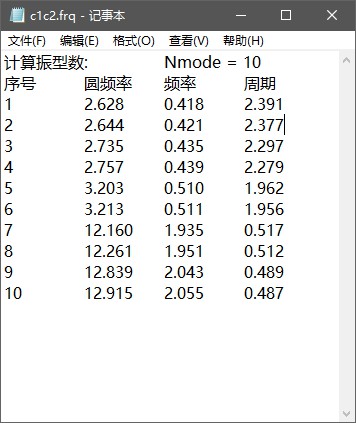 c1c2.frq - 记事本
文件(F) 编辑(E) 格式(O) 查看(V) 帮助(H)
计算振型数: Nmode = 10
序号 圆频率 频率 周期
1 2.628 0.418 2.391
2 2.644 0.421 2.377
3 2.735 0.435 2.297
4 2.757 0.439 2.279
5 3.203 0.510 1.962
6 3.213 0.511 1.956
7 12.160 1.935 0.517
8 12.261 1.951 0.512
9 12.839 2.043 0.489
10 12.915 2.055 0.487